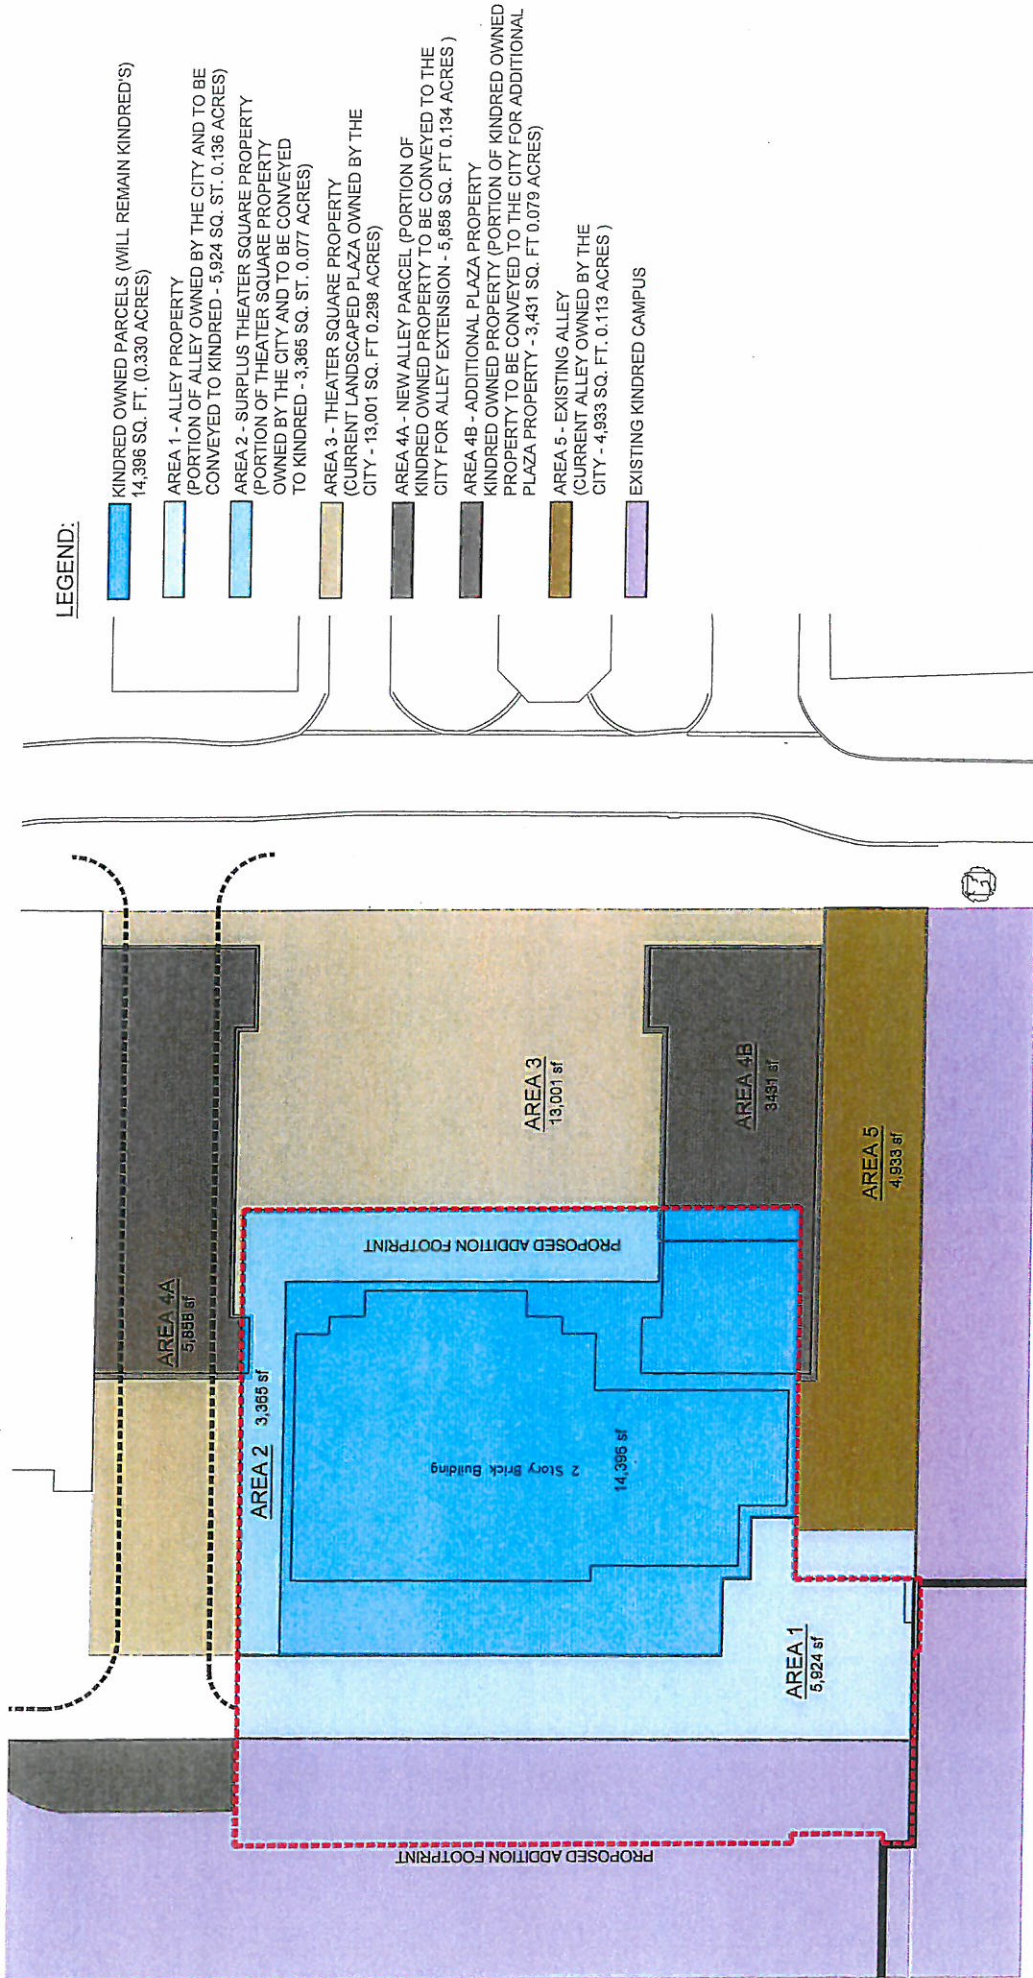 LEGEND:
KINDRED OWNED PARCELS (WILL REMAIN KINDRED'S)
14,396 SQ. FT. (0.330 ACRES)
AREA 1 - ALLEY PROPERTY
(PORTION OF ALLEY OWNED BY THE CITY AND TO BE
CONVEYED TO KINDRED - 5,924 SQ. ST. 0.136 ACRES)
AREA 2 - SURPLUS THEATER SQUARE PROPERTY
(PORTION OF THEATER SQUARE PROPERTY
OWNED BY THE CITY AND TO BE CONVEYED
TO KINDRED - 3,365 SQ. ST. 0.077 ACRES)
AREA 3 - THEATER SQUARE PROPERTY
(CURRENT LANDSCAPED PLAZA OWNED BY THE
CITY - 13,001 SQ. FT 0.298 ACRES)
AREA 4A - NEW ALLEY PARCEL (PORTION OF
KINDRED OWNED PROPERTY TO BE CONVEYED TO THE
CITY FOR ALLEY EXTENSION - 5,858 SQ. FT 0.134 ACRES )
AREA 4B - ADDITIONAL PLAZA PROPERTY
KINDRED OWNED PROPERTY (PORTION OF KINDRED OWNED
PROPERTY TO BE CONVEYED TO THE CITY FOR ADDITIONAL
PLAZA PROPERTY - 3,431 SQ. FT 0.079 ACRES)
AREA 5 - EXISTING ALLEY
(CURRENT ALLEY OWNED BY THE
CITY - 4,933 SQ. FT. 0.113 ACRES )
EXISTING KINDRED CAMPUS
AREA 4A
5,858 sf
AREA 2 3,365 sf
PROPOSED ADDITION FOOTPRINT
AREA 3
13,001 sf
2 Story Brick Building
14,396 sf
AREA 4B
3431 sf
AREA 5
4,933 sf
AREA 1
5,924 sf
PROPOSED ADDITION FOOTPRINT